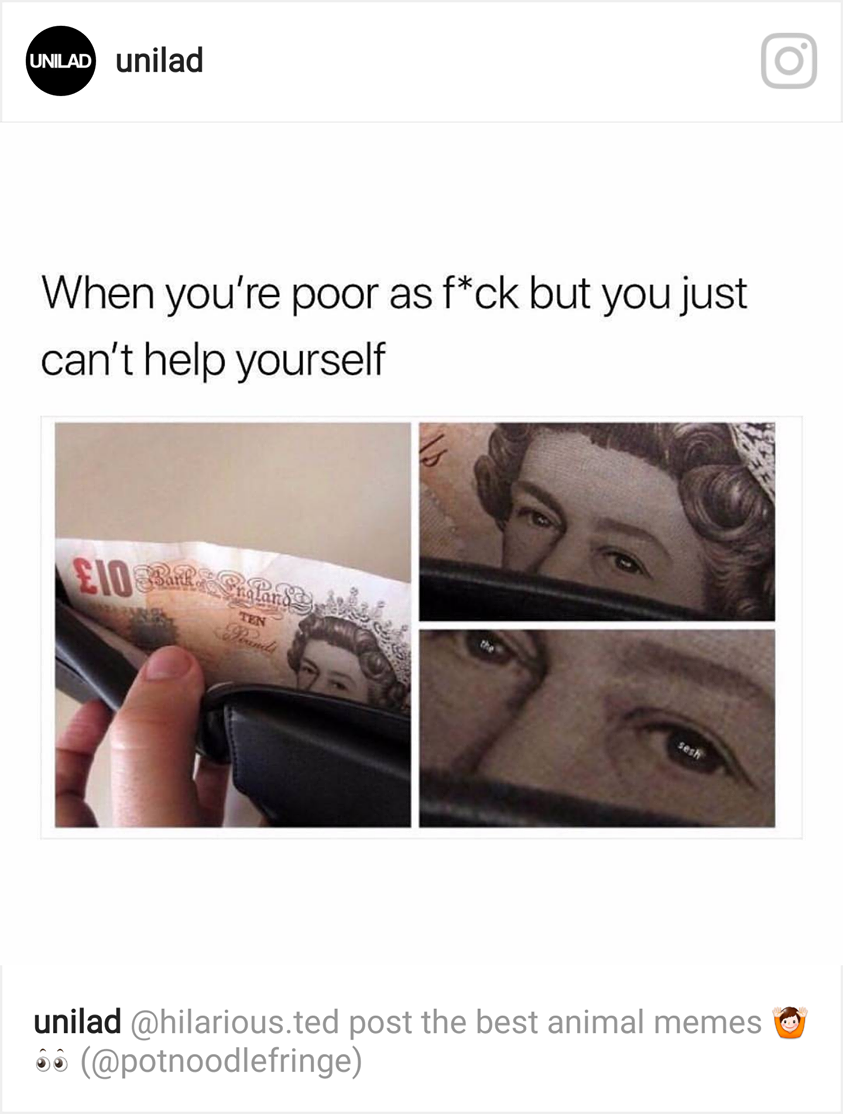 UNILAD
unilad
When you're poor as f*ck but you just
can't help yourself
£10 Bank of England
TEN
Pounds
the
sesh
unilad @hilarious.ted post the best animal memes 🙆
👀 (@potnoodlefringe)